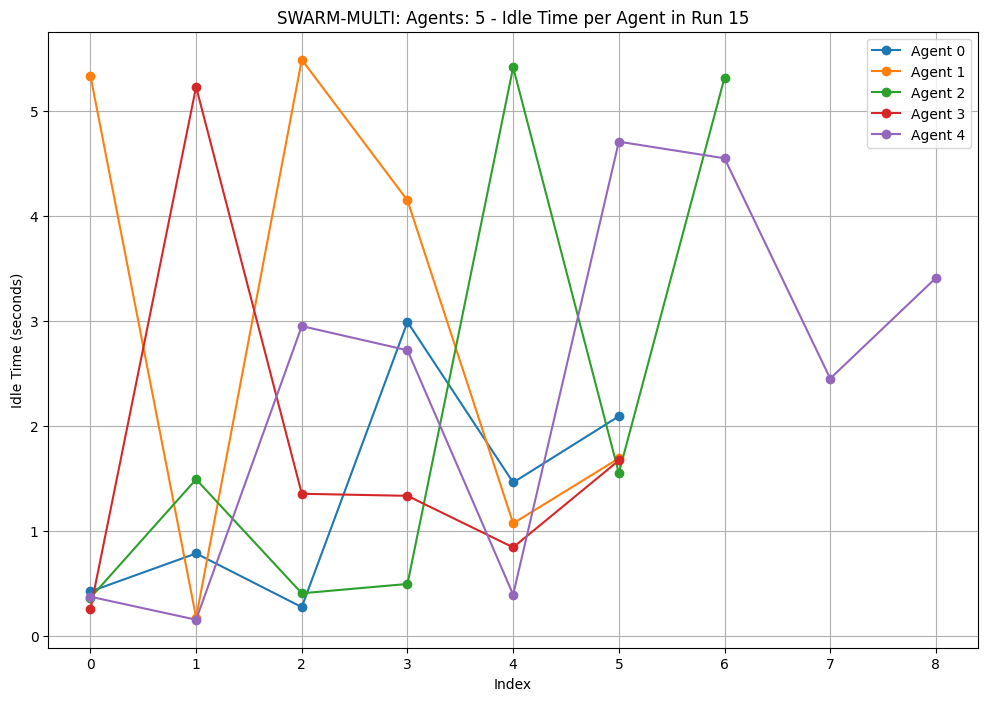 SWARM-MULTI: Agents: 5 - Idle Time per Agent in Run 15
Agent 0
Agent 1
Agent 2
Agent 3
Agent 4
Idle Time (seconds)
5
4
3
2
1
0
0 1 2 3 4 5 6 7 8
Index